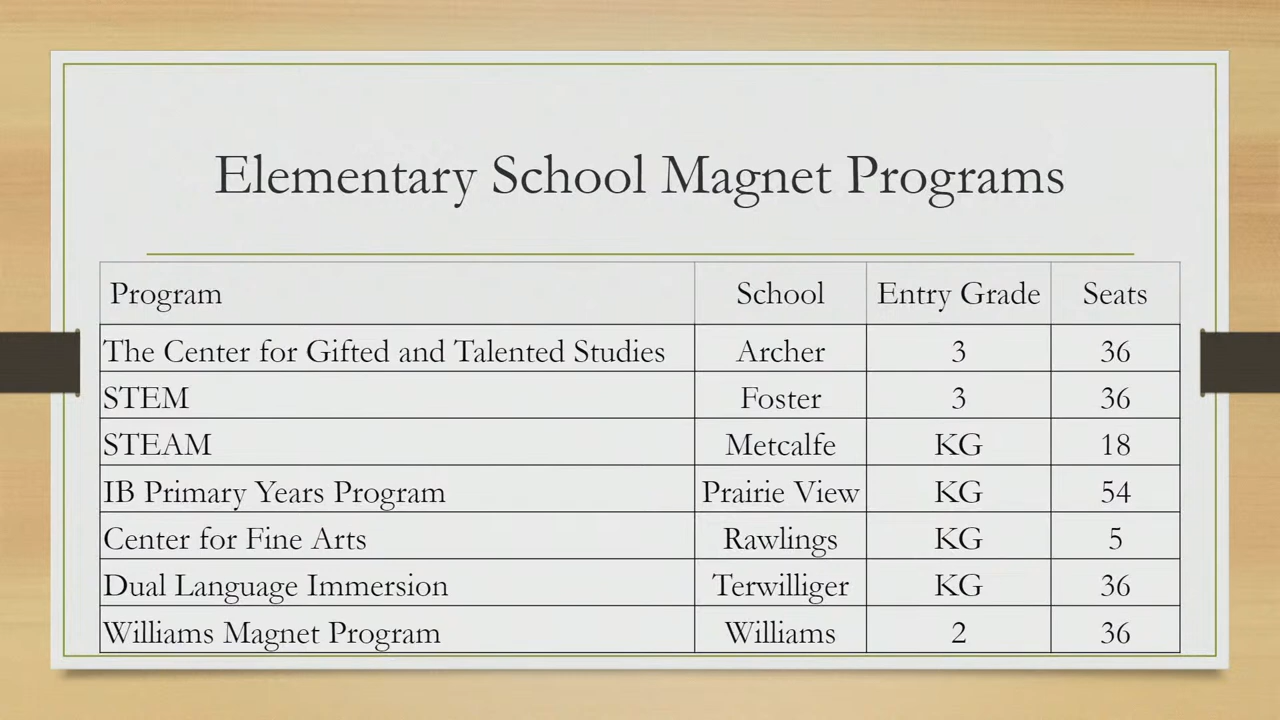 Elementary School Magnet Programs
Program School Entry Grade Seats
The Center for Gifted and Talented Studies Archer 3 36
STEM Foster 3 36
STEAM Metcalfe KG 18
IB Primary Years Program Prairie View KG 54
Center for Fine Arts Rawlings KG 5
Dual Language Immersion Terwilliger KG 36
Williams Magnet Program Williams 2 36